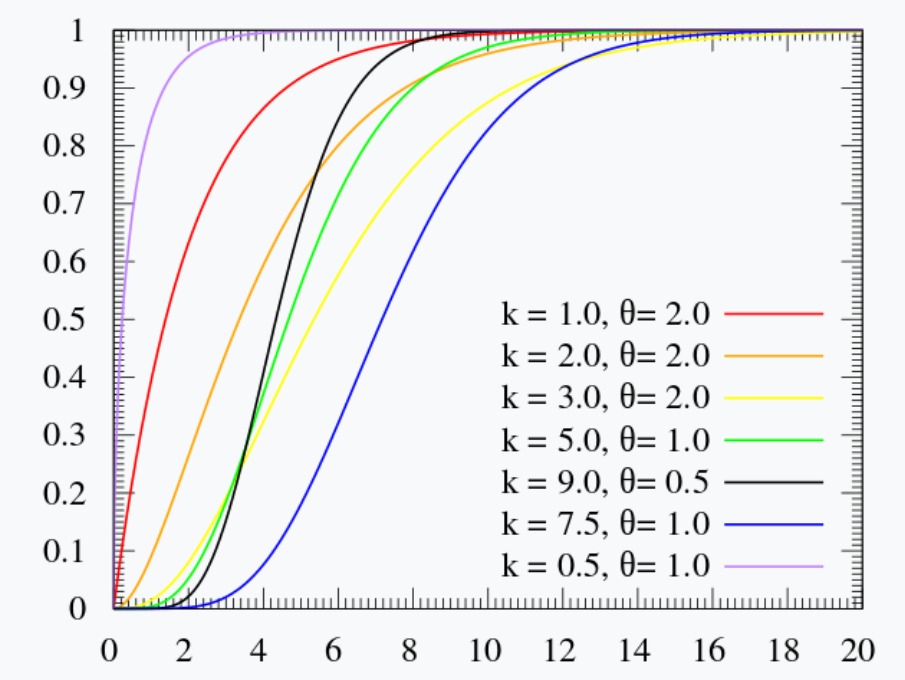 1
0.9
0.8
0.7
0.6
0.5
0.4
0.3
0.2
0.1
0
k = 1.0, θ= 2.0
k = 2.0, θ= 2.0
k = 3.0, θ= 2.0
k = 5.0, θ= 1.0
k = 9.0, θ= 0.5
k = 7.5, θ= 1.0
k = 0.5, θ= 1.0
0 2 4 6 8 10 12 14 16 18 20